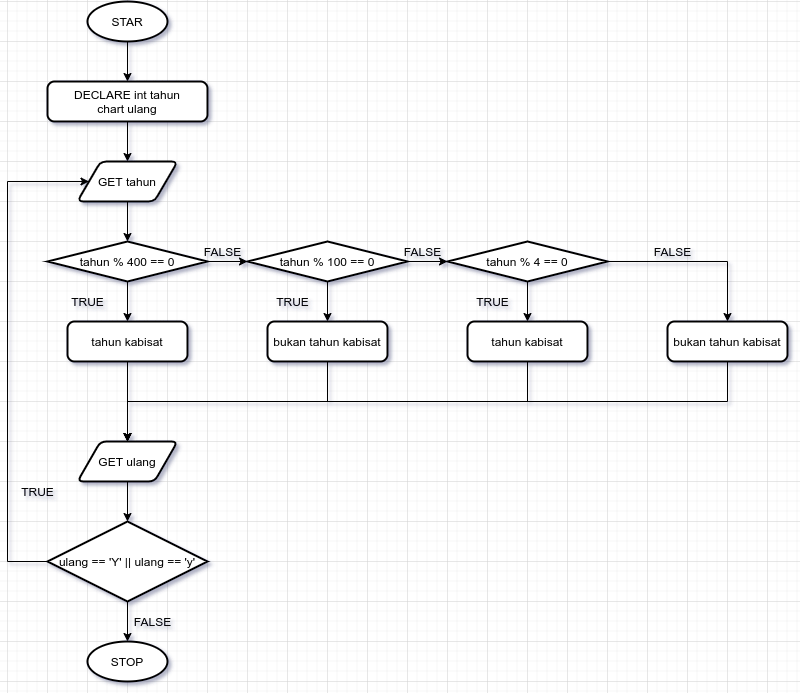 STAR
DECLARE int tahun
chart ulang
GET tahun
tahun % 400 == 0
FALSE
tahun % 100 == 0
FALSE
tahun % 4 == 0
FALSE
TRUE
TRUE
TRUE
tahun kabisat
bukan tahun kabisat
tahun kabisat
bukan tahun kabisat
GET ulang
TRUE
ulang == 'Y' || ulang == 'y'
FALSE
STOP